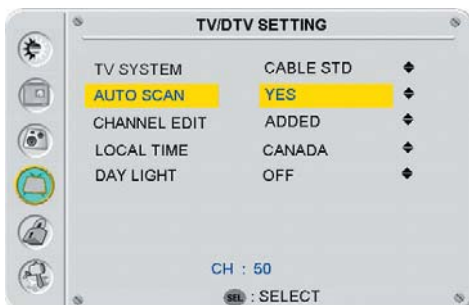 TV/DTV SETTING
TV SYSTEM CABLE STD
AUTO SCAN YES
CHANNEL EDIT ADDED
LOCAL TIME CANADA
DAY LIGHT OFF
CH : 50
SEL : SELECT